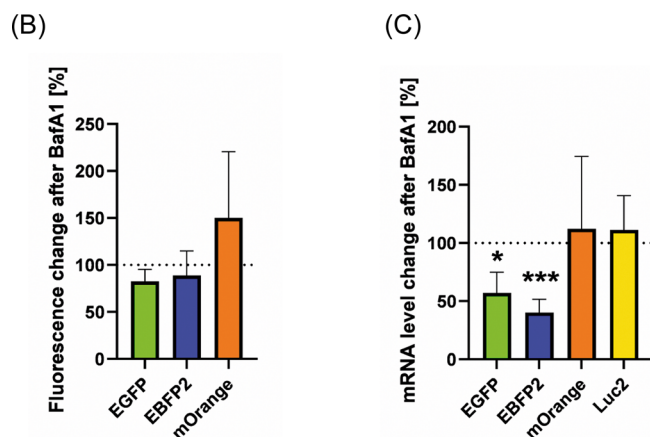 (B)
Fluorescence change after BafA1 [%]
250
200
150
100
50
0
EGFP
EBFP2
mOrange
(C)
mRNA level change after BafA1 [%]
200
150
100
50
0
*
***
EGFP
EBFP2
mOrange
Luc2